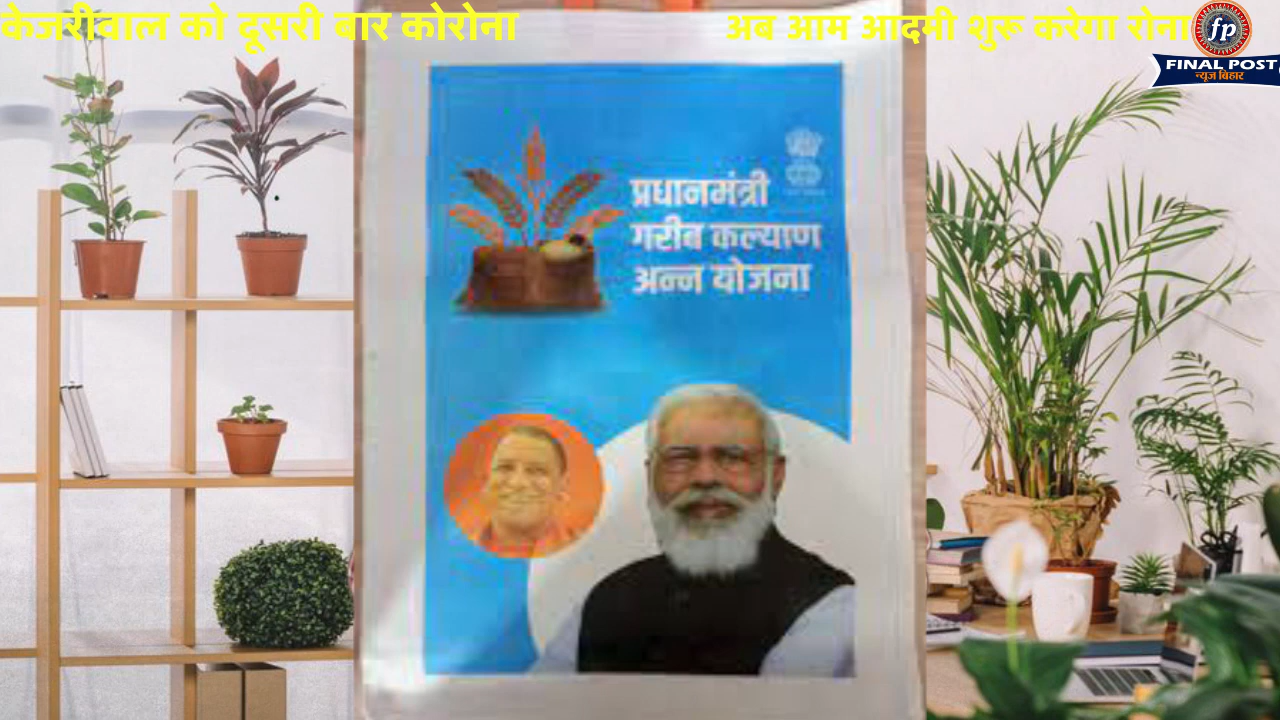 केजरीवाल को दूसरी बार कोरोना
अब आम आदमी शुरू करेगा रोना
fp
FINAL POST
न्यूज बिहार
प्रधानमंत्री
गरीब कल्याण
अन्न योजना